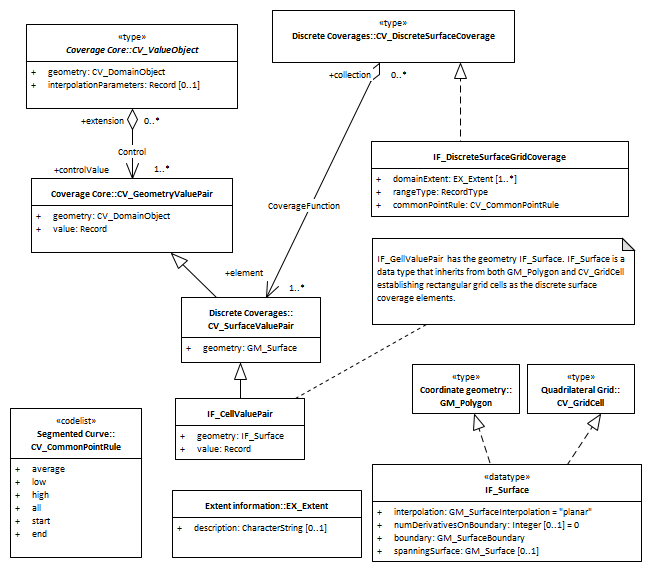 «type»
Coverage Core::CV_ValueObject
+ geometry: CV_DomainObject
+ interpolationParameters: Record [0..1]
«type»
Discrete Coverages::CV_DiscreteSurfaceCoverage
+collection
0..*
+extension
0..*
Control
+controlValue
1..*
IF_DiscreteSurfaceGridCoverage
+ domainExtent: EX_Extent [1..*]
+ rangeType: RecordType
+ commonPointRule: CV_CommonPointRule
Coverage Core::CV_GeometryValuePair
+ geometry: CV_DomainObject
+ value: Record
CoverageFunction
IF_GellValuePair has the geometry IF_Surface. IF_Surface is a
data type that inherits from both GM_Polygon and CV_GridCell
establishing rectangular grid cells as the discrete surface
coverage elements.
+element
1..*
Discrete Coverages::
CV_SurfaceValuePair
+ geometry: GM_Surface
«type»
Coordinate geometry::
GM_Polygon
«type»
Quadrilateral Grid::
CV_GridCell
IF_CellValuePair
+ geometry: IF_Surface
+ value: Record
«codelist»
Segmented Curve::
CV_CommonPointRule
+ average
+ low
+ high
+ all
+ start
+ end
«datatype»
IF_Surface
+ interpolation: GM_SurfaceInterpolation = "planar"
+ numDerivativesOnBoundary: Integer [0..1] = 0
+ boundary: GM_SurfaceBoundary
+ spanningSurface: GM_Surface [0..1]
Extent information::EX_Extent
+ description: CharacterString [0..1]